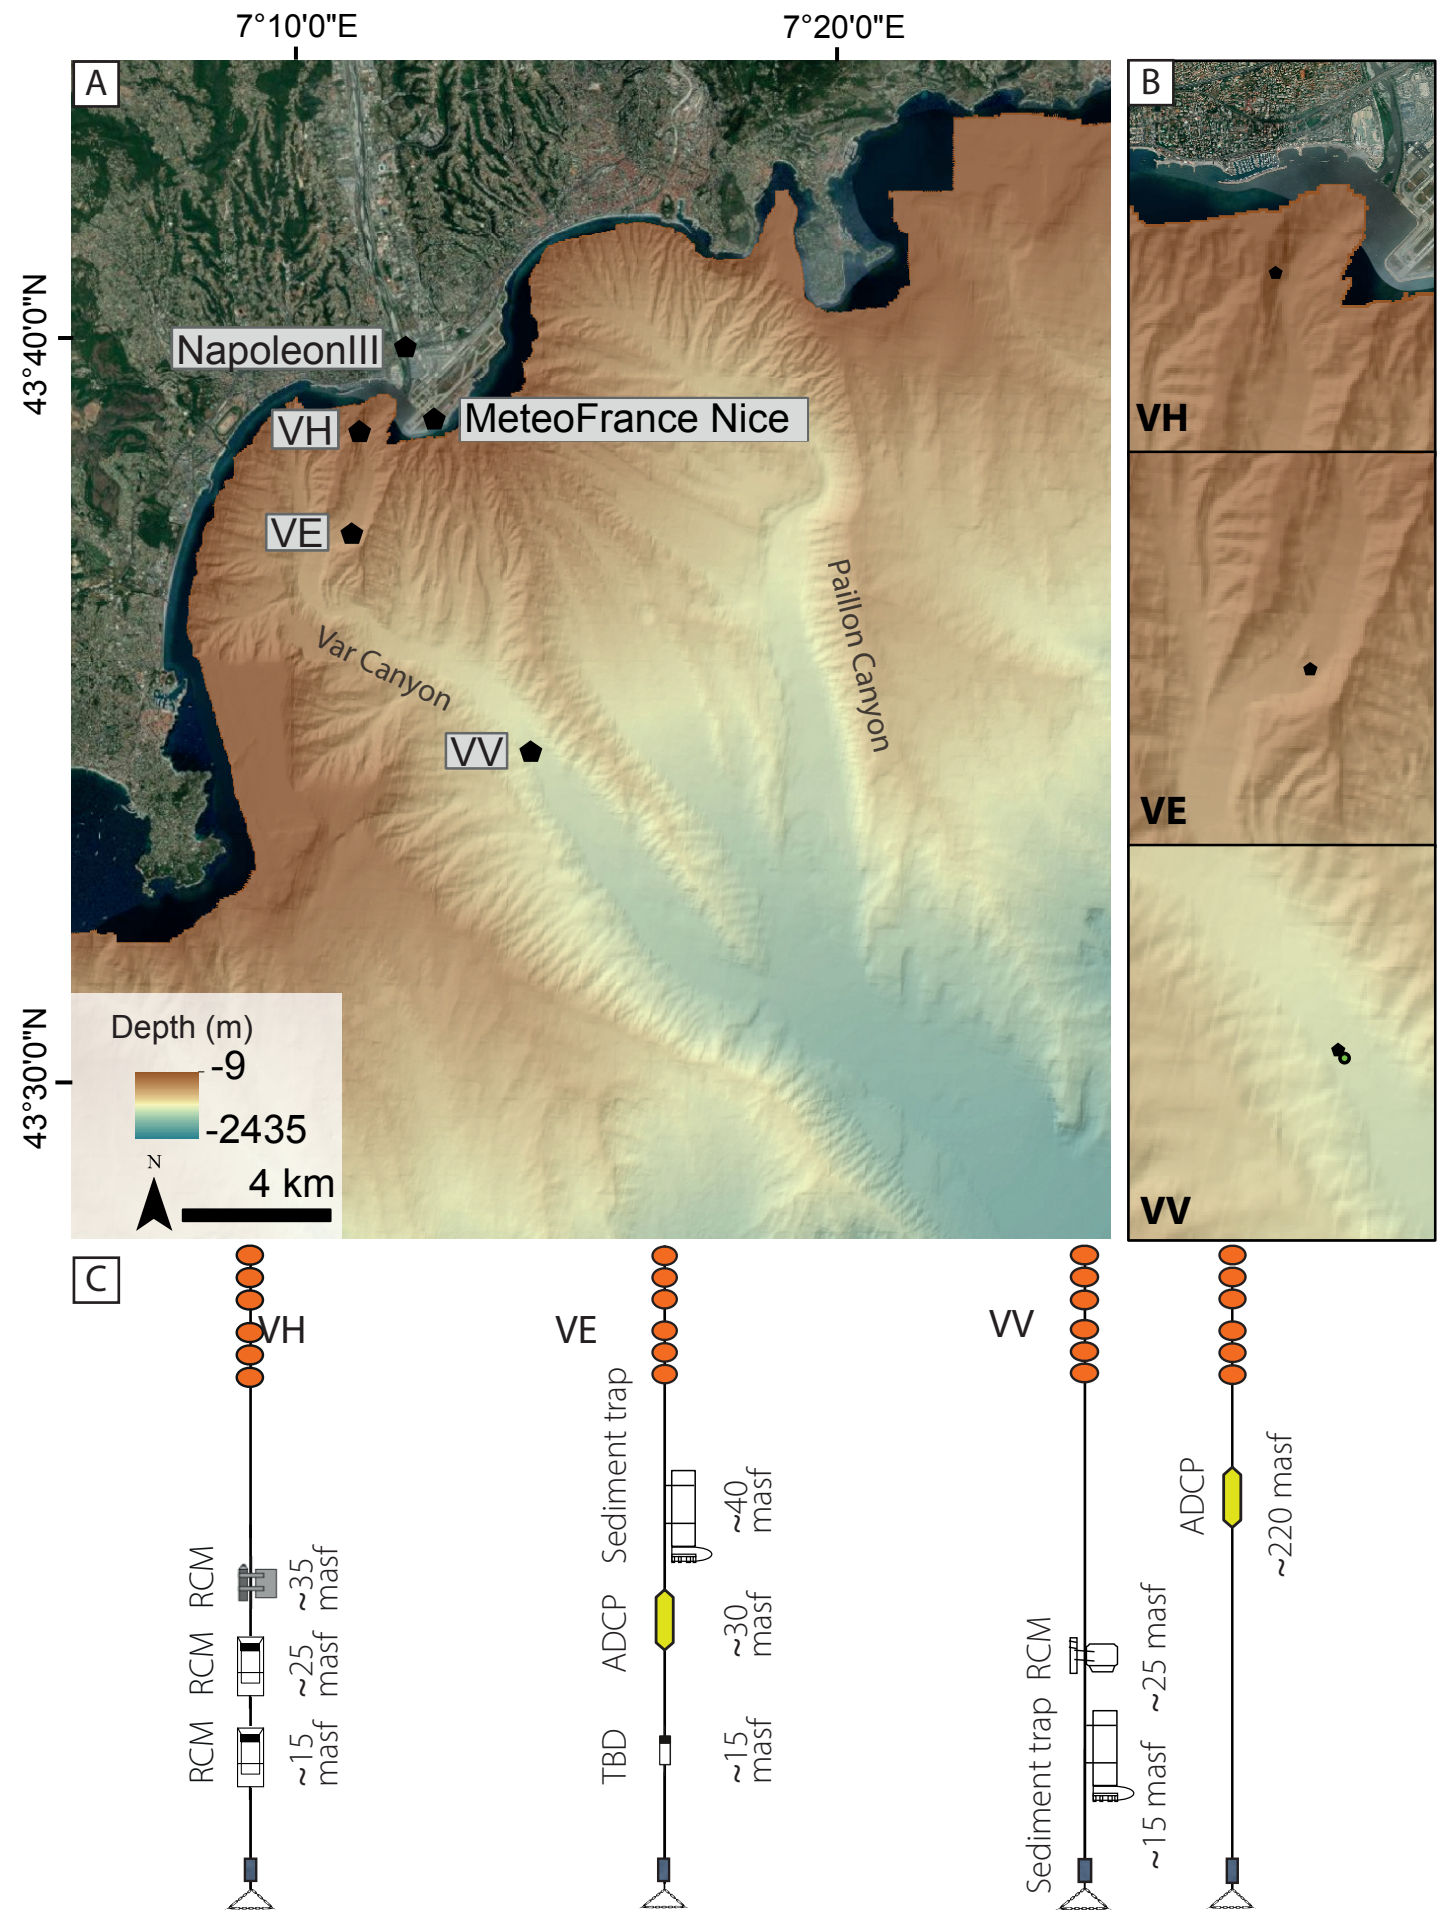 7°10'0"E
7°20'0"E
A
B
43°40'0"N
NapoleonIII
MeteoFrance Nice
VH
VE
Var Canyon
Paillon Canyon
VV
43°30'0"N
Depth (m)
-9
-2435
N
4 km
VH
VE
VV
C
VH
RCM
~35
masf
RCM
~25
masf
RCM
~15
masf
VE
Sediment trap
~40
masf
ADCP
~30
masf
TBD
~15
masf
VV
RCM
~25 masf
Sediment trap
~15 masf
ADCP
~220 masf